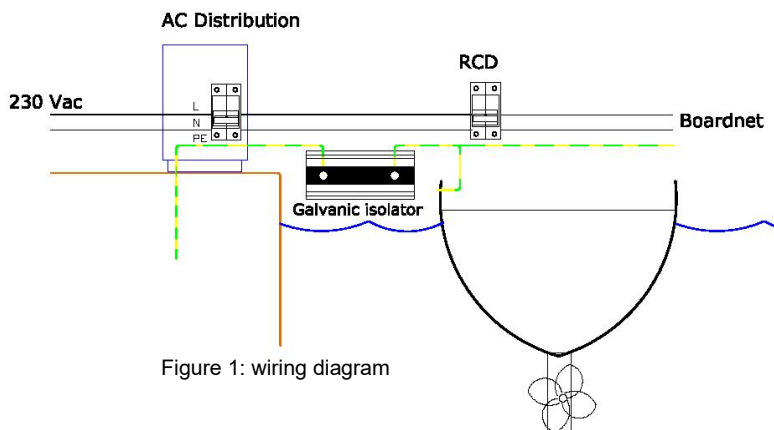 AC Distribution
RCD
230 Vac
L
N
PE
Boardnet
Galvanic isolator
Figure 1: wiring diagram